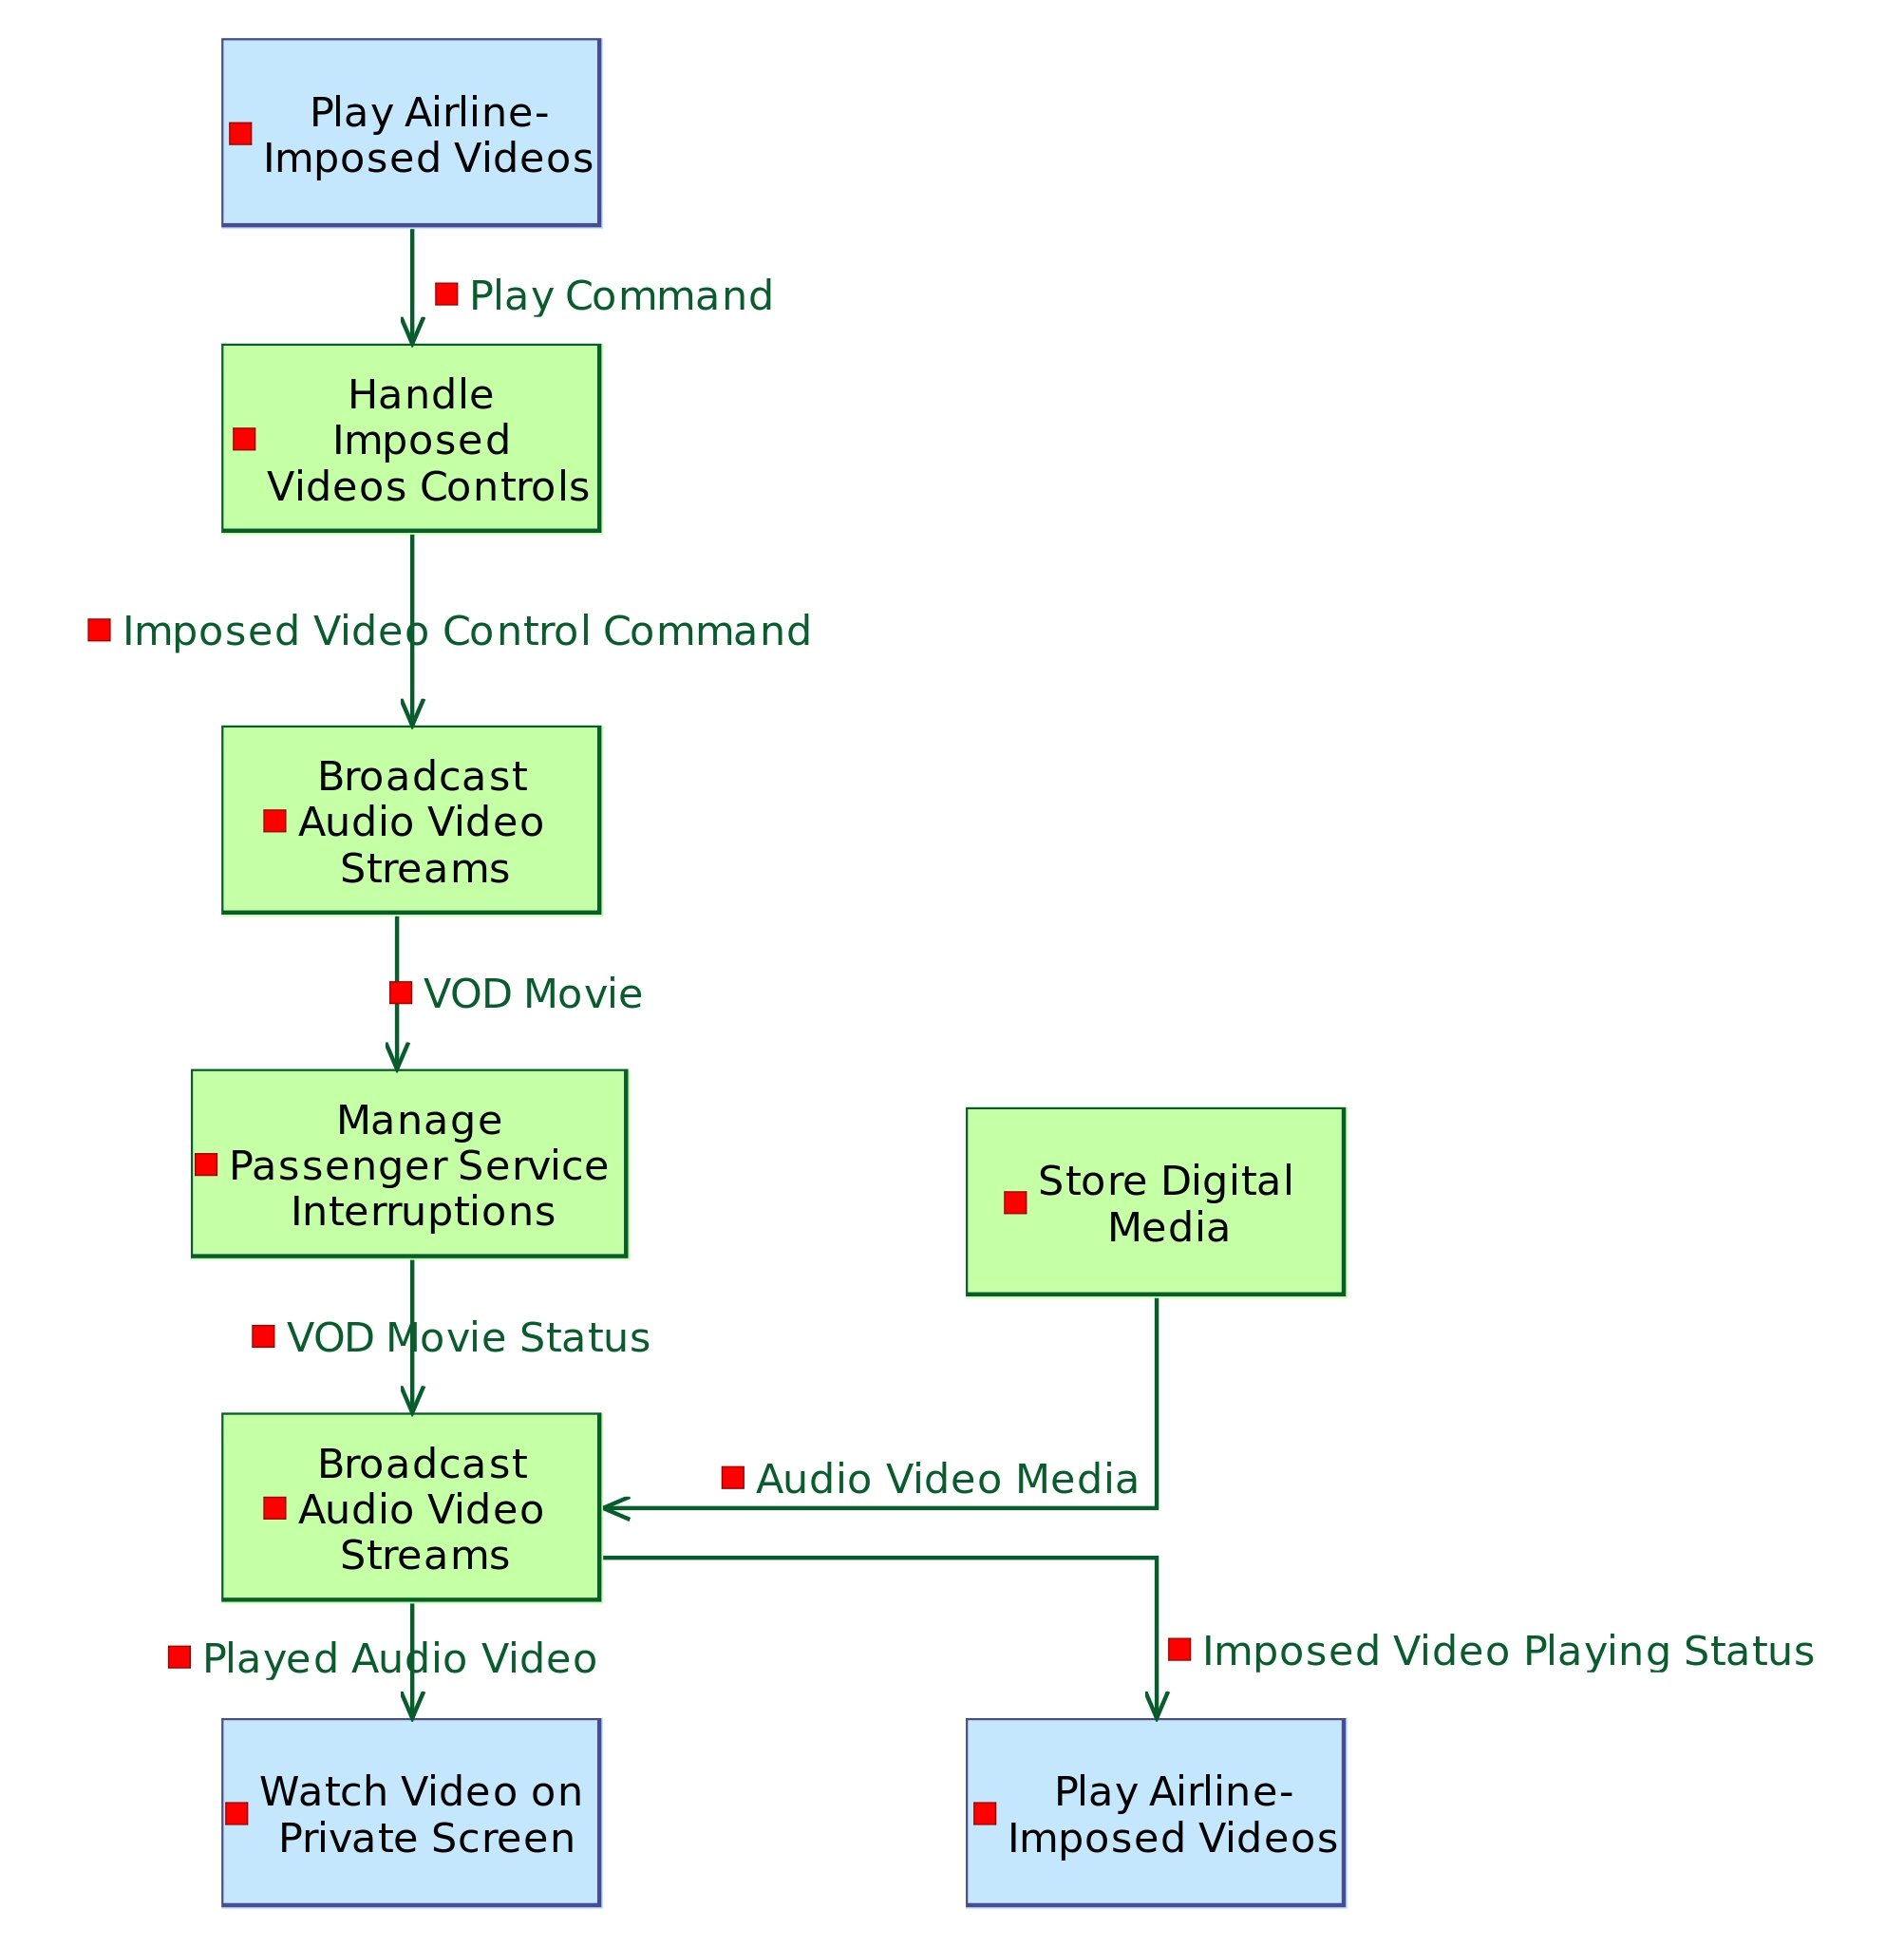 Play Airline-
Imposed Videos
Play Command
Handle
Imposed
Videos Controls
Imposed Video Control Command
Broadcast
Audio Video
Streams
VOD Movie
Manage
Passenger Service
Interruptions
Store Digital
Media
VOD Movie Status
Broadcast
Audio Video
Streams
Audio Video Media
Played Audio Video
Imposed Video Playing Status
Watch Video on
Private Screen
Play Airline-
Imposed Videos